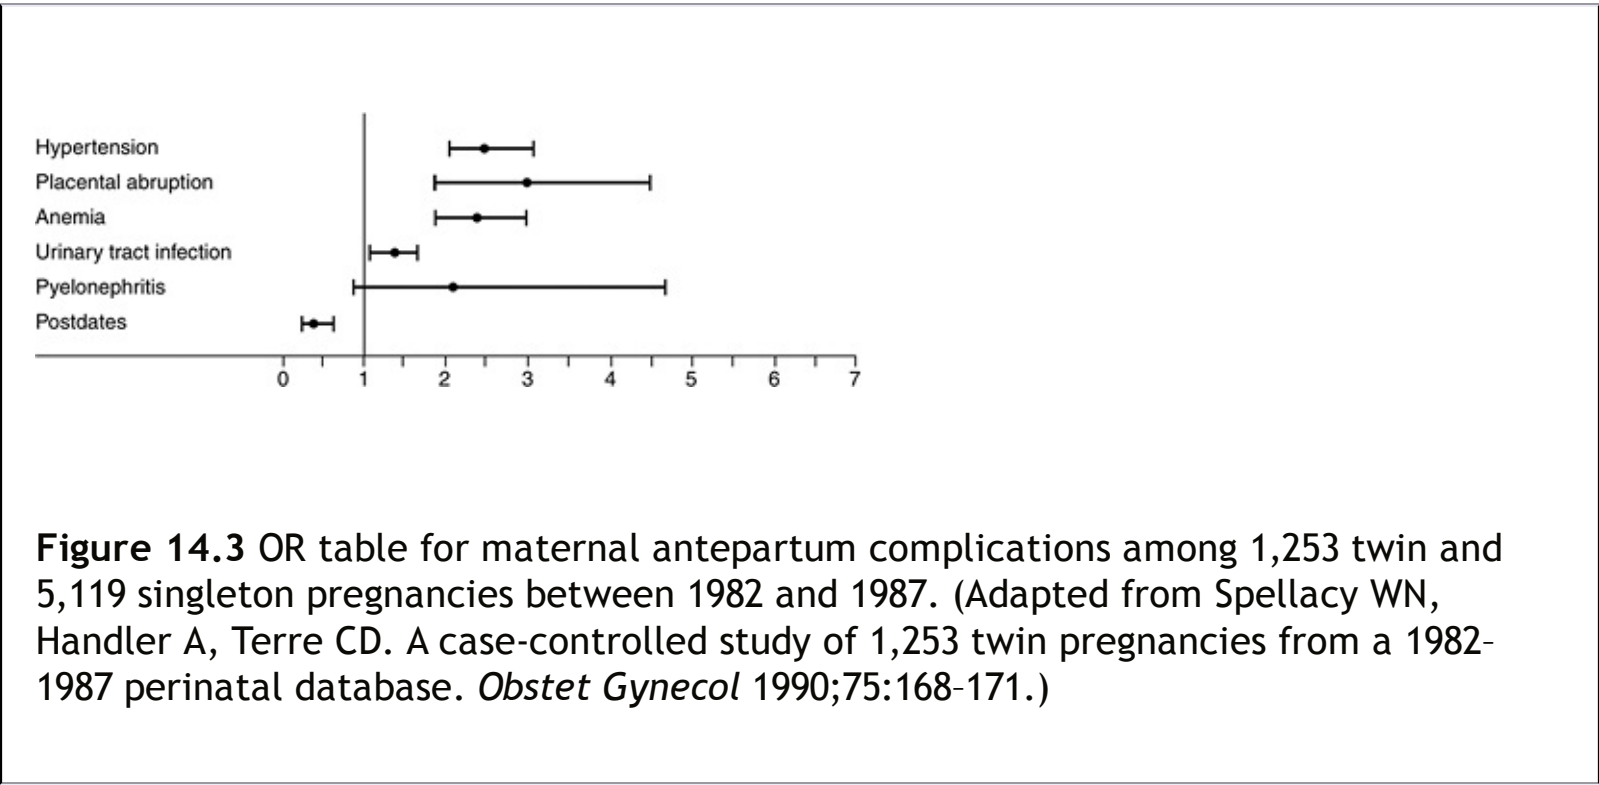 Hypertension
Placental abruption
Anemia
Urinary tract infection
Pyelonephritis
Postdates
0 1 2 3 4 5 6 7
Figure 14.3 OR table for maternal antepartum complications among 1,253 twin and
5,119 singleton pregnancies between 1982 and 1987. (Adapted from Spellacy WN,
Handler A, Terre CD. A case-controlled study of 1,253 twin pregnancies from a 1982–
1987 perinatal database. Obstet Gynecol 1990;75:168–171.)